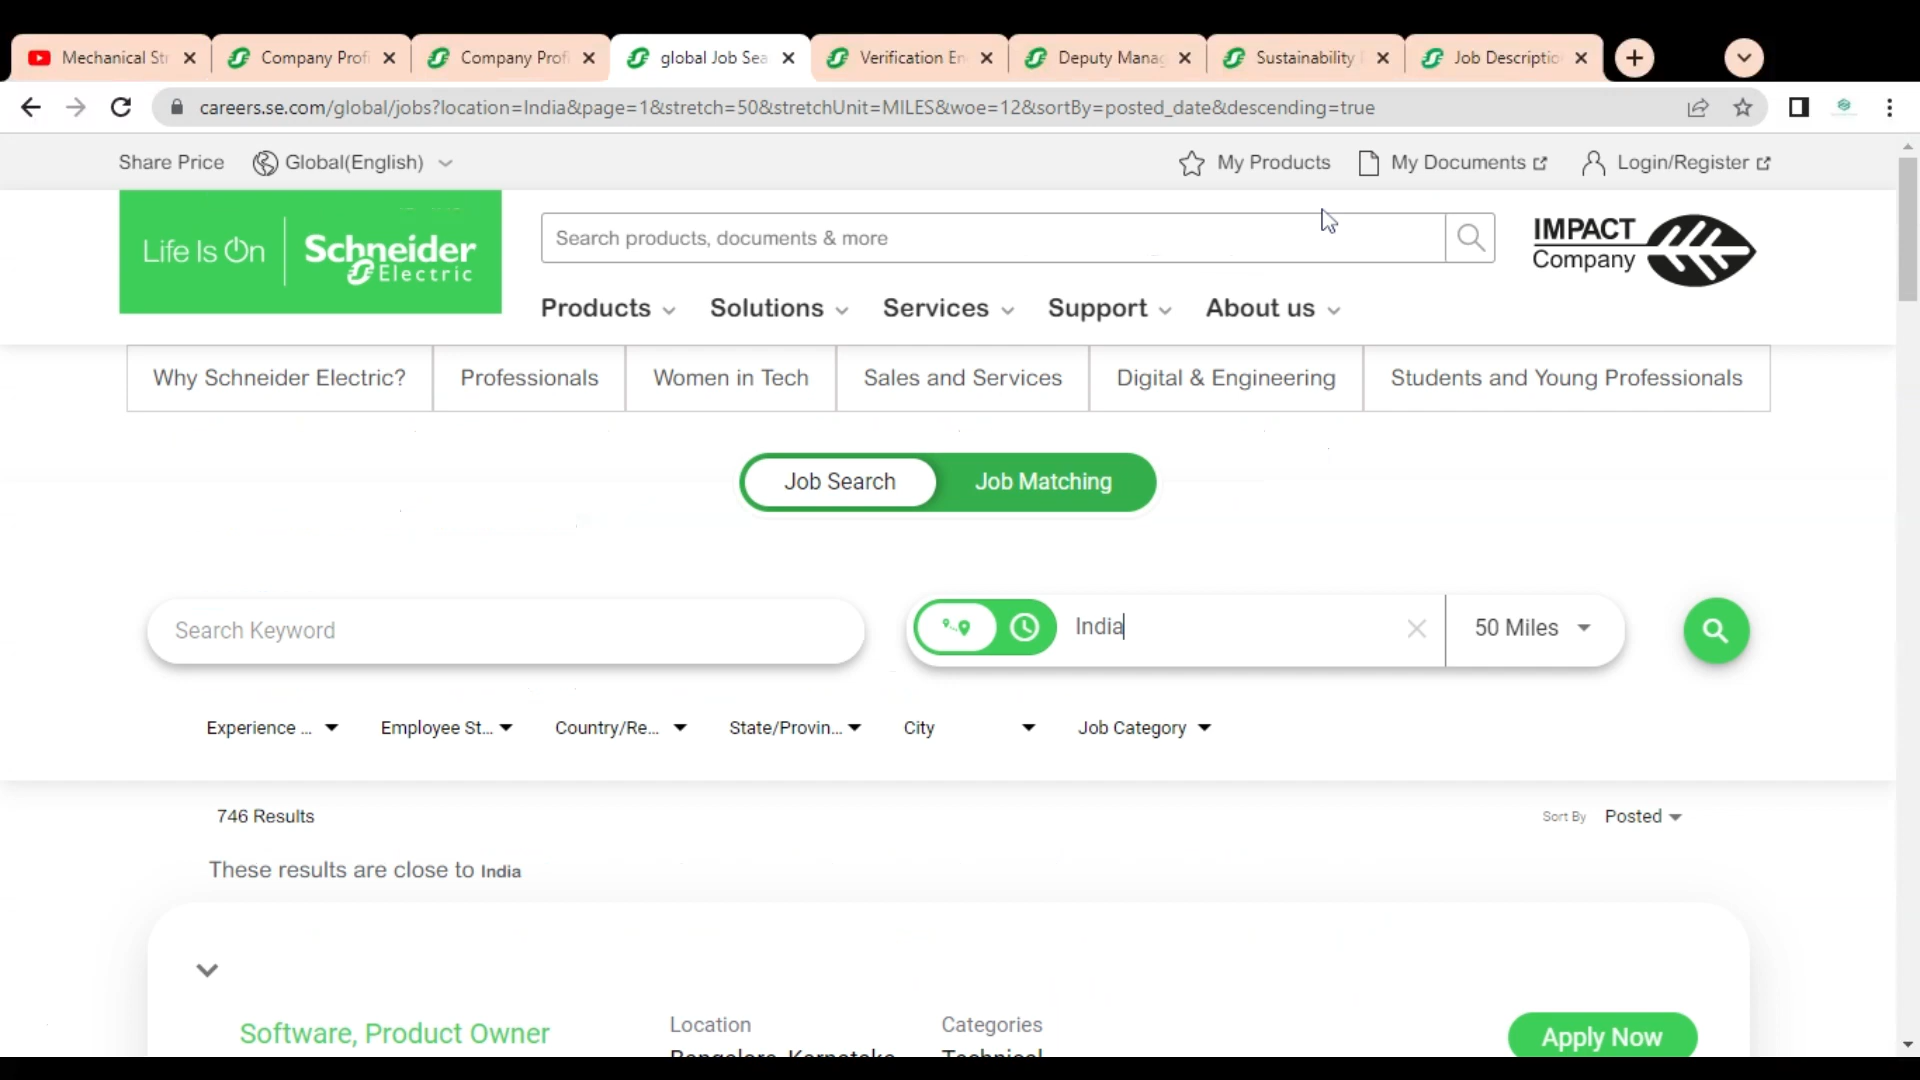 Mechanical Str
Company Profi
Company Profi
global Job Sea
Verification En
Deputy Manag
Sustainability
Job Descriptio
careers.se.com/global/jobs?location=India&page=1&stretch=50&stretchUnit=MILES&woe=12&sortBy=posted_date&descending=true
Share Price
Global(English)
My Products
My Documents
Login/Register
Life Is On
Schneider
Electric
Search products, documents & more
IMPACT
Company
Products
Solutions
Services
Support
About us
Why Schneider Electric?
Professionals
Women in Tech
Sales and Services
Digital & Engineering
Students and Young Professionals
Job Search
Job Matching
Search Keyword
India
50 Miles
Experience ...
Employee St...
Country/Re...
State/Provin...
City
Job Category
746 Results
Sort By
Posted
These results are close to India
Software, Product Owner
Location
Categories
Apply Now
Bangalore, Karnataka
Technical